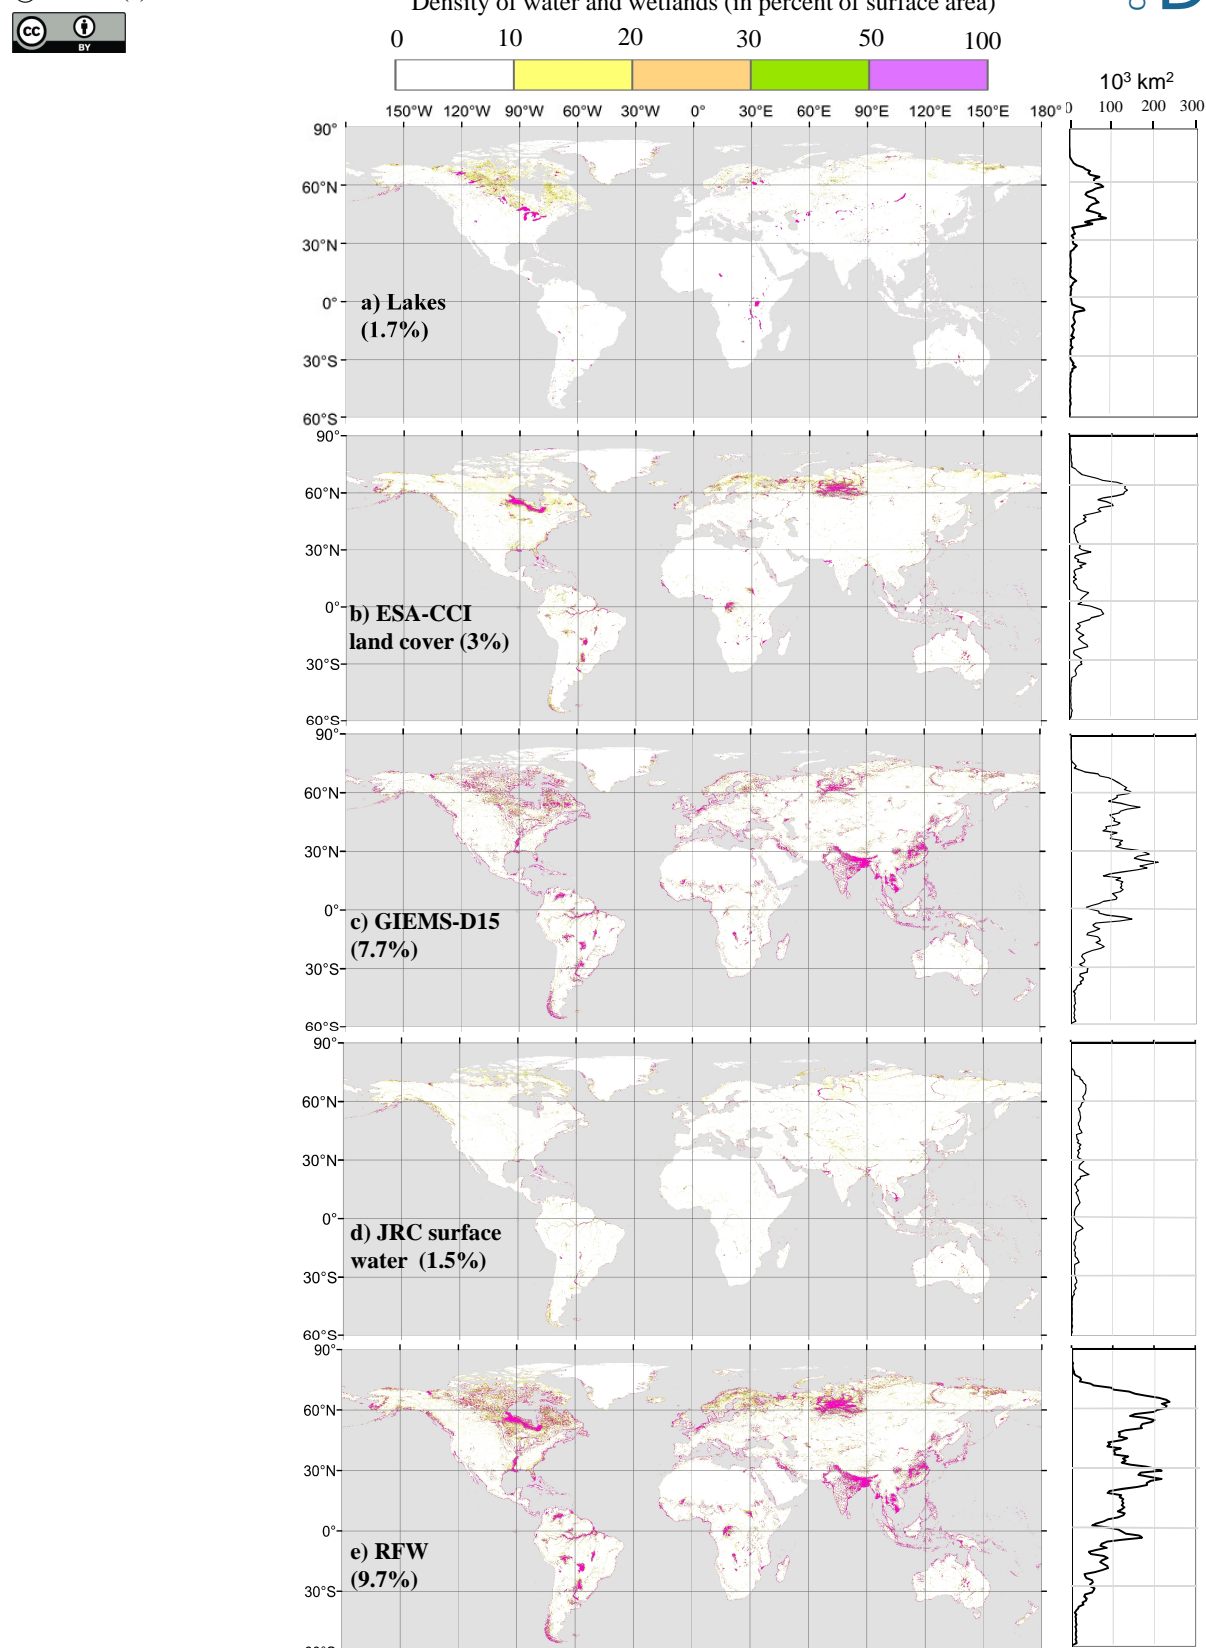 Density of water and wetlands (in percent of surface area)
CC BY
0 10 20 30 50 100
10³ km²
0 100 200 300
150°W 120°W 90°W 60°W 30°W 0° 30°E 60°E 90°E 120°E 150°E 180°
90°
60°N
30°N
0°
30°S
60°S
a) Lakes
(1.7%)
90°
60°N
30°N
0°
30°S
60°S
b) ESA-CCI
land cover (3%)
90°
60°N
30°N
0°
30°S
60°S
c) GIEMS-D15
(7.7%)
90°
60°N
30°N
0°
30°S
60°S
d) JRC surface
water (1.5%)
90°
60°N
30°N
0°
30°S
e) RFW
(9.7%)